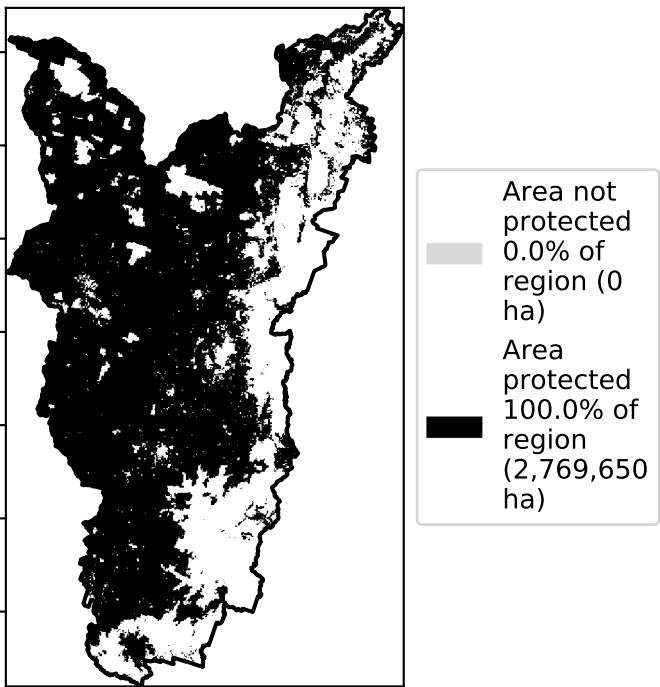 Area not
protected
0.0% of
region (0
ha)
Area
protected
100.0% of
region
(2,769,650
ha)